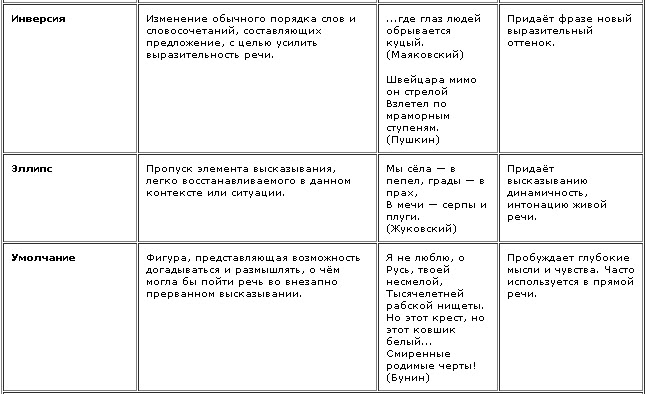 Инверсия
Изменение обычного порядка слов и
словосочетаний, составляющих
предложение, с целью усилить
выразительность речи.
...где глаз людей
обрывается
куцый.
(Маяковский)
Швейцара мимо
он стрелой
Взлетел по
мраморным
ступеням.
(Пушкин)
Придаёт фразе новый
выразительный
оттенок.
Эллипс
Пропуск элемента высказывания,
легко восстанавливаемого в данном
контексте или ситуации.
Мы сёла — в
пепел, грады — в
прах,
В мечи — серпы и
плуги.
(Жуковский)
Придаёт
высказыванию
динамичность,
интонацию живой
речи.
Умолчание
Фигура, представляющая возможность
догадываться и размышлять, о чём
могла бы пойти речь во внезапно
прерванном высказывании.
Я не люблю, о
Русь, твоей
несмелой,
Тысячелетней
рабской нищеты.
Но этот крест, но
этот ковшик
белый...
Смиренные
родимые черты!
(Бунин)
Пробуждает глубокие
мысли и чувства. Часто
используется в прямой
речи.